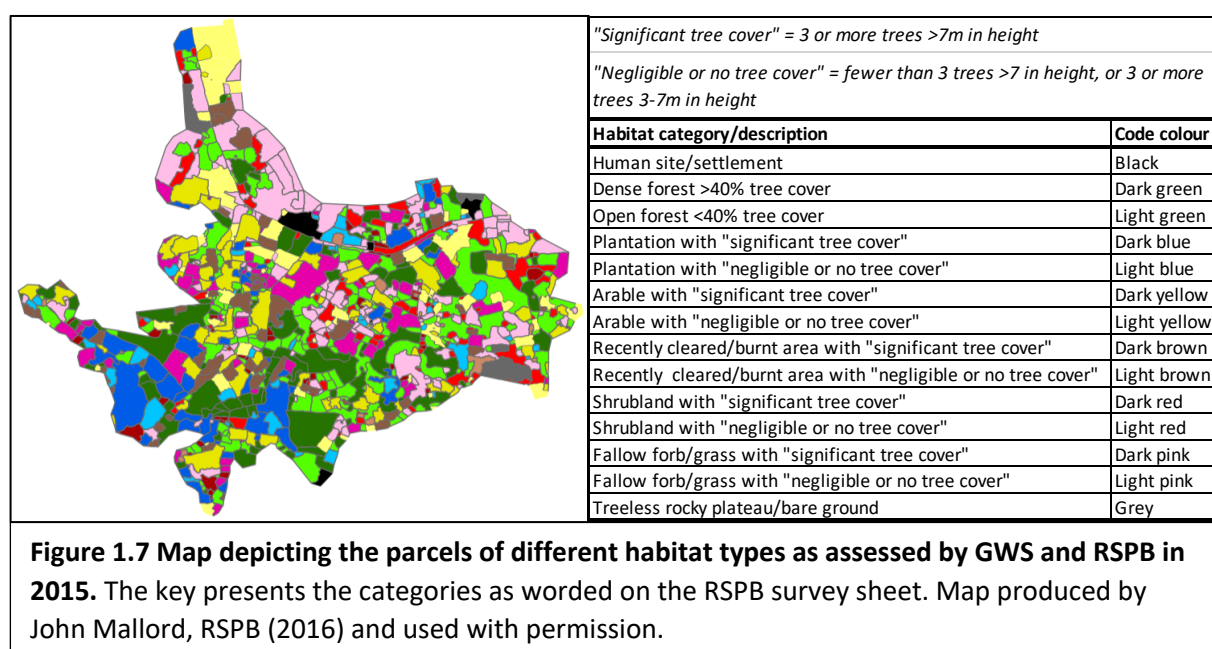 "Significant tree cover" = 3 or more trees >7m in height
"Negligible or no tree cover" = fewer than 3 trees >7 in height, or 3 or more
trees 3-7m in height
Habitat category/description Code colour
Human site/settlement Black
Dense forest >40% tree cover Dark green
Open forest <40% tree cover Light green
Plantation with "significant tree cover" Dark blue
Plantation with "negligible or no tree cover" Light blue
Arable with "significant tree cover" Dark yellow
Arable with "negligible or no tree cover" Light yellow
Recently cleared/burnt area with "significant tree cover" Dark brown
Recently cleared/burnt area with "negligible or no tree cover" Light brown
Shrubland with "significant tree cover" Dark red
Shrubland with "negligible or no tree cover" Light red
Fallow forb/grass with "significant tree cover" Dark pink
Fallow forb/grass with "negligible or no tree cover" Light pink
Treeless rocky plateau/bare ground Grey
Figure 1.7 Map depicting the parcels of different habitat types as assessed by GWS and RSPB in
2015. The key presents the categories as worded on the RSPB survey sheet. Map produced by
John Mallord, RSPB (2016) and used with permission.